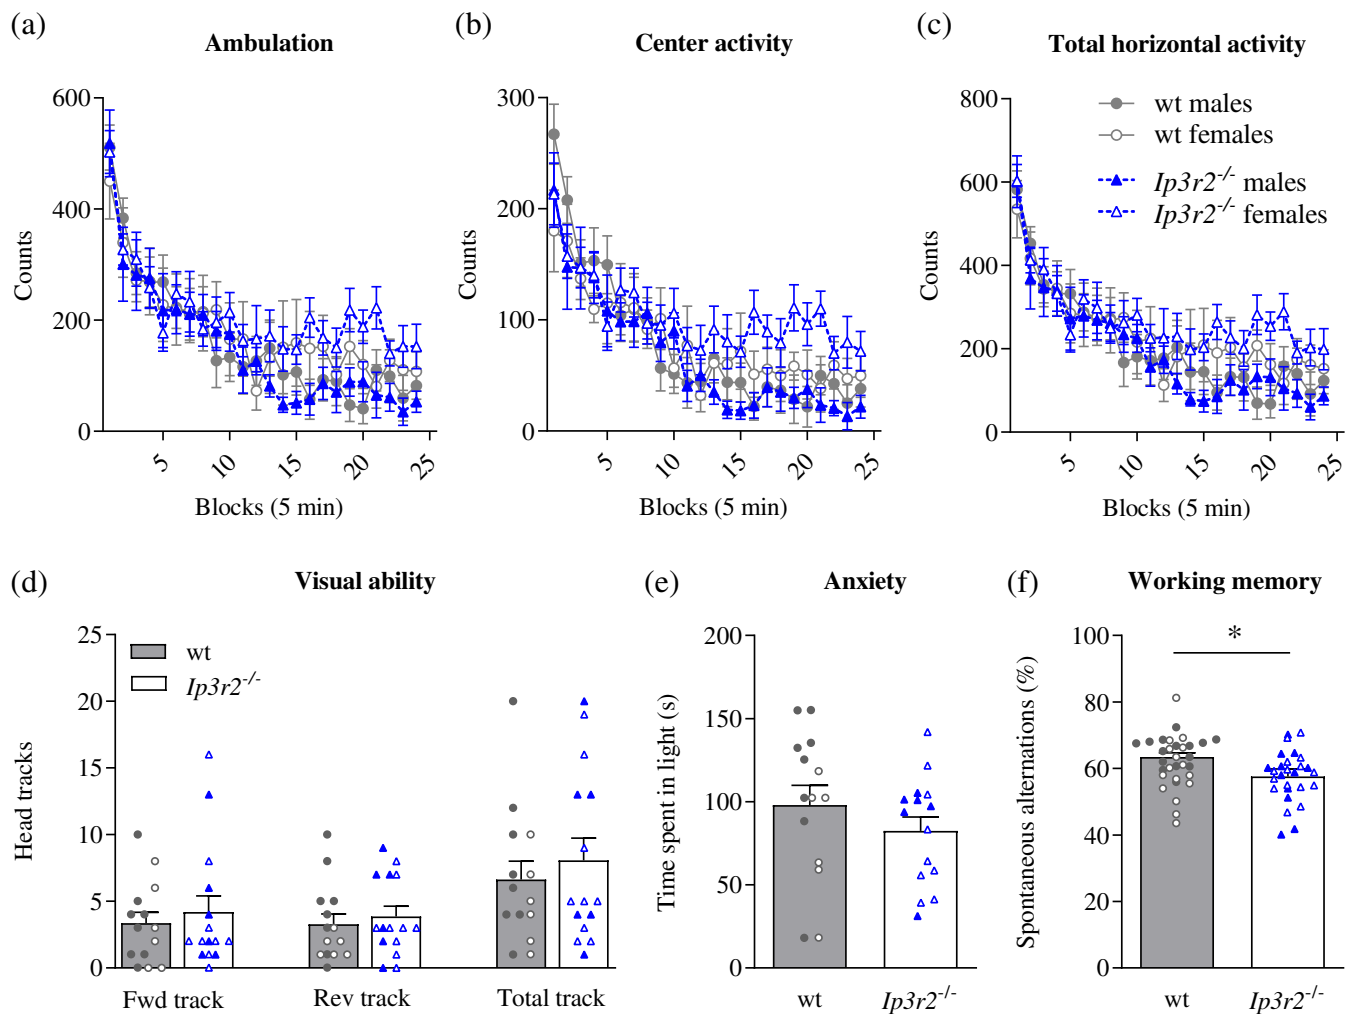 (a) Ambulation
600
400
200
0
Counts
5 10 15 20 25
Blocks (5 min)
(b) Center activity
300
200
100
0
Counts
5 10 15 20 25
Blocks (5 min)
(c) Total horizontal activity
800
600
400
200
0
Counts
5 10 15 20 25
Blocks (5 min)
wt males
wt females
Ip3r2-/- males
Ip3r2-/- females
(d) Visual ability
25
20
15
10
5
0
Head tracks
wt
Ip3r2-/-
Fwd track Rev track Total track
(e) Anxiety
200
150
100
50
0
Time spent in light (s)
wt Ip3r2-/-
(f) Working memory
100
80
60
40
20
0
Spontaneous alternations (%)
*
wt Ip3r2-/-